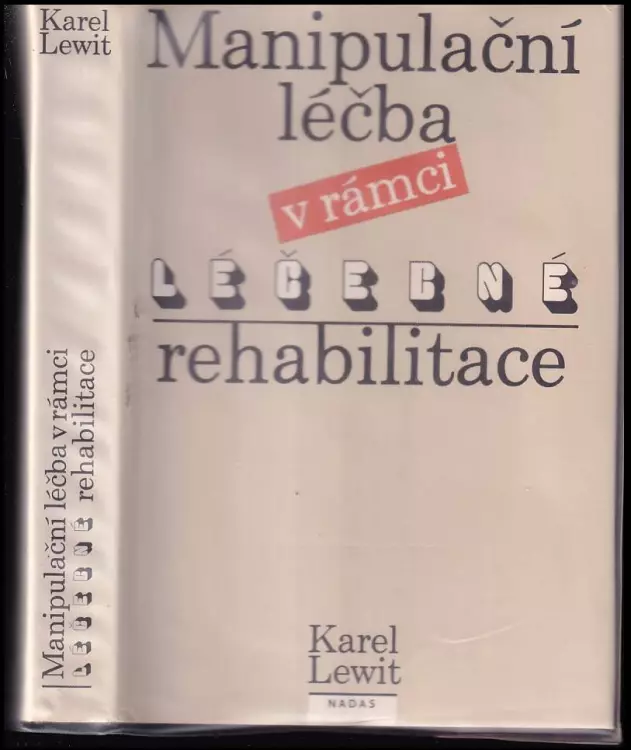 Karel
Lewit
Manipulační léčba v rámci
LÉČEBNÉ rehabilitace
Manipulační
léčba
v rámci
LÉČEBNÉ
rehabilitace
Karel
Lewit
NADAS